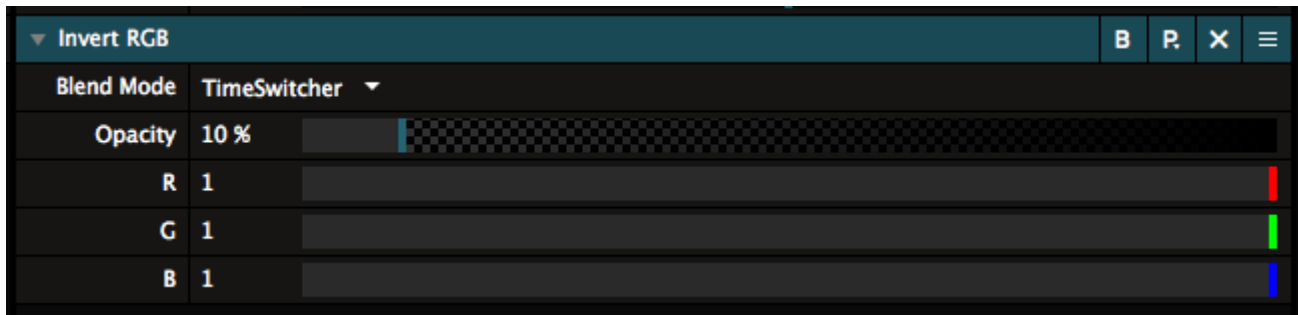 Invert RGB B P. X
Blend Mode TimeSwitcher
Opacity 10 %
R 1
G 1
B 1